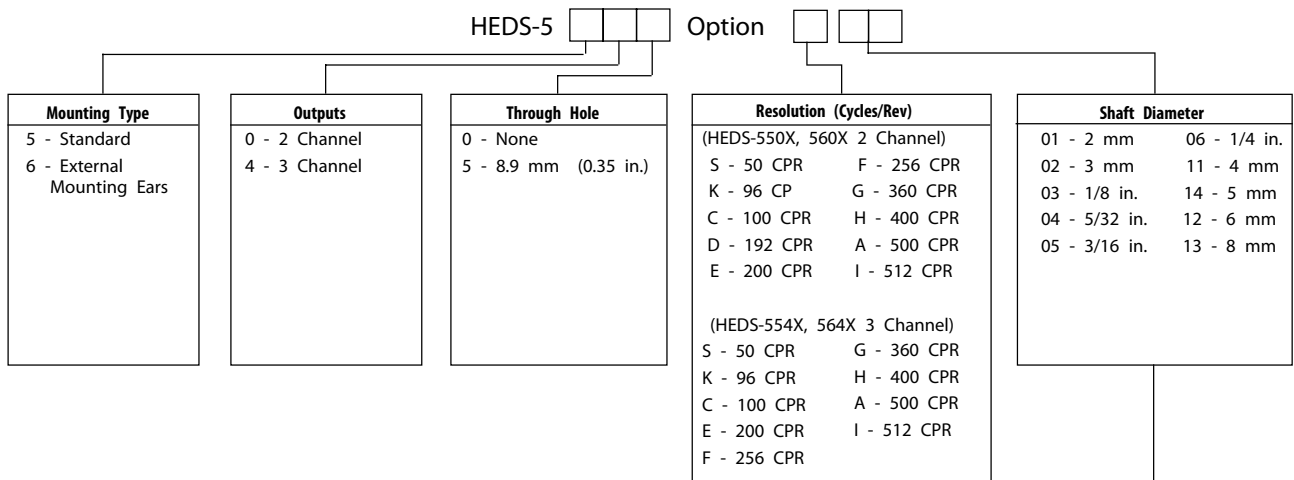 HEDS-5 Option
Mounting Type
5 - Standard
6 - External
Mounting Ears
Outputs
0 - 2 Channel
4 - 3 Channel
Through Hole
0 - None
5 - 8.9 mm (0.35 in.)
Resolution (Cycles/Rev)
(HEDS-550X, 560X 2 Channel)
S - 50 CPR F - 256 CPR
K - 96 CP G - 360 CPR
C - 100 CPR H - 400 CPR
D - 192 CPR A - 500 CPR
E - 200 CPR I - 512 CPR
(HEDS-554X, 564X 3 Channel)
S - 50 CPR G - 360 CPR
K - 96 CPR H - 400 CPR
C - 100 CPR A - 500 CPR
E - 200 CPR I - 512 CPR
F - 256 CPR
Shaft Diameter
01 - 2 mm 06 - 1/4 in.
02 - 3 mm 11 - 4 mm
03 - 1/8 in. 14 - 5 mm
04 - 5/32 in. 12 - 6 mm
05 - 3/16 in. 13 - 8 mm